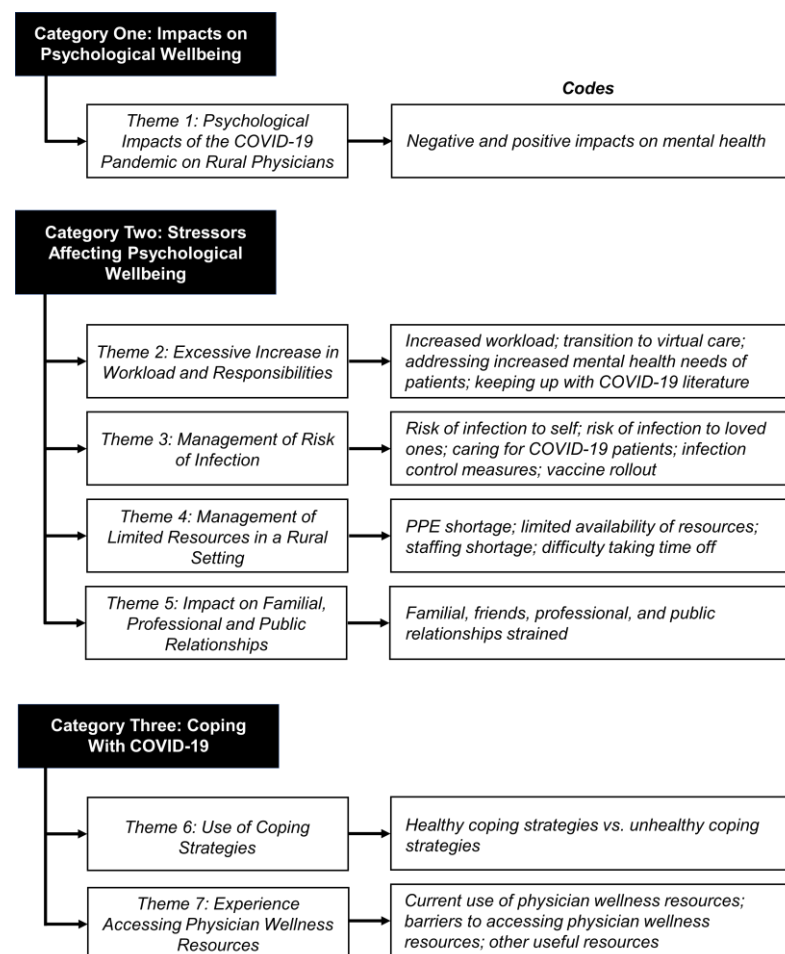 Category One: Impacts on
Psychological Wellbeing
Codes
Theme 1: Psychological
Impacts of the COVID-19
Pandemic on Rural Physicians
Negative and positive impacts on mental health
Category Two: Stressors
Affecting Psychological
Wellbeing
Theme 2: Excessive Increase in
Workload and Responsibilities
Increased workload; transition to virtual care;
addressing increased mental health needs of
patients; keeping up with COVID-19 literature
Theme 3: Management of Risk
of Infection
Risk of infection to self; risk of infection to loved
ones; caring for COVID-19 patients; infection
control measures; vaccine rollout
Theme 4: Management of
Limited Resources in a Rural
Setting
PPE shortage; limited availability of resources;
staffing shortage; difficulty taking time off
Theme 5: Impact on Familial,
Professional and Public
Relationships
Familial, friends, professional, and public
relationships strained
Category Three: Coping
With COVID-19
Theme 6: Use of Coping
Strategies
Healthy coping strategies vs. unhealthy coping
strategies
Theme 7: Experience
Accessing Physician Wellness
Resources
Current use of physician wellness resources;
barriers to accessing physician wellness
resources; other useful resources